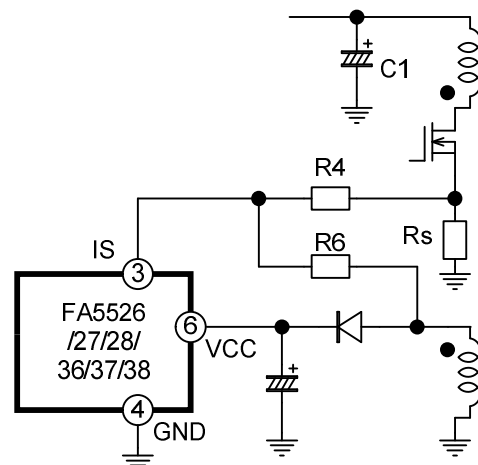 +
C1
R4
Rs
IS
R6
3
FA5526
/27/28/
36/37/38
6
VCC
+
4
GND